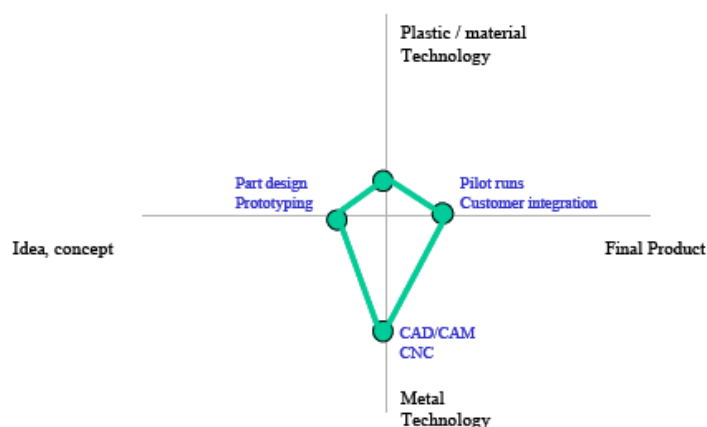 Plastic / material
Technology
Part design
Prototyping
Pilot runs
Customer integration
Idea, concept
Final Product
CAD/CAM
CNC
Metal
Technology